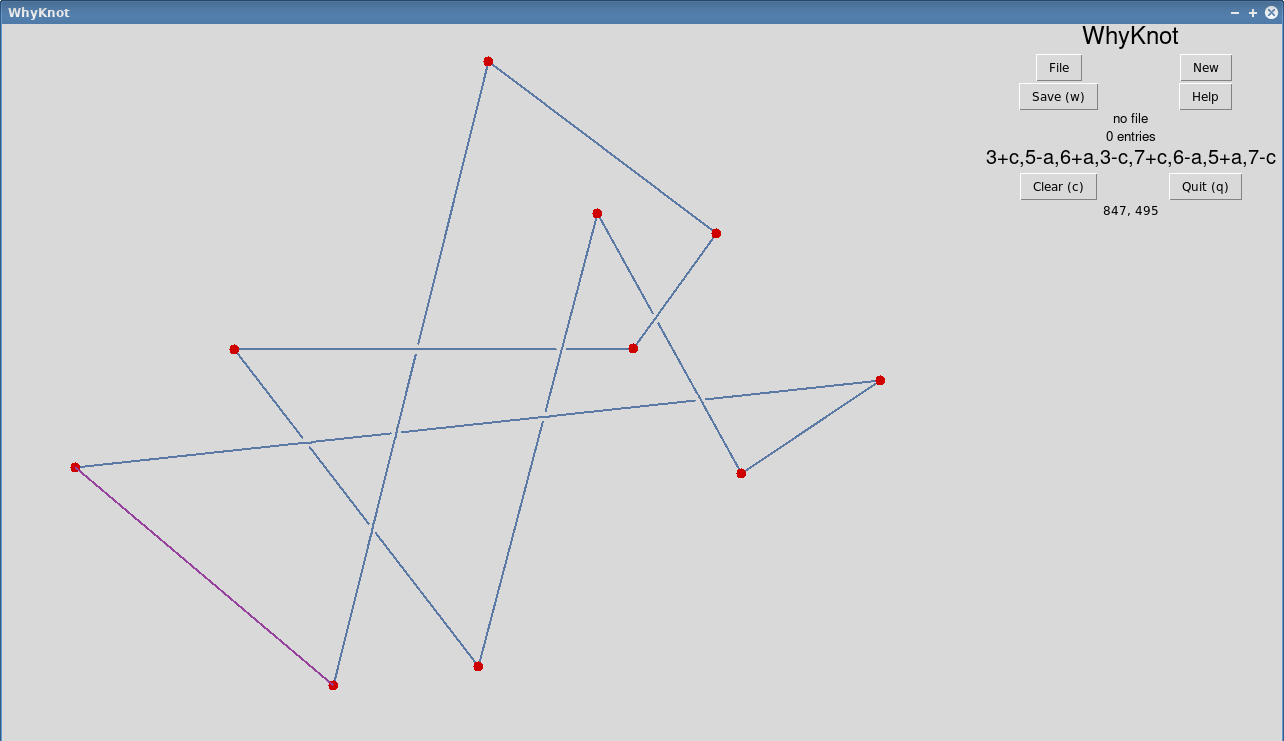 WhyKnot
WhyKnot
File New
Save (w) Help
no file
0 entries
3+c,5-a,6+a,3-c,7+c,6-a,5+a,7-c
Clear (c) Quit (q)
847, 495